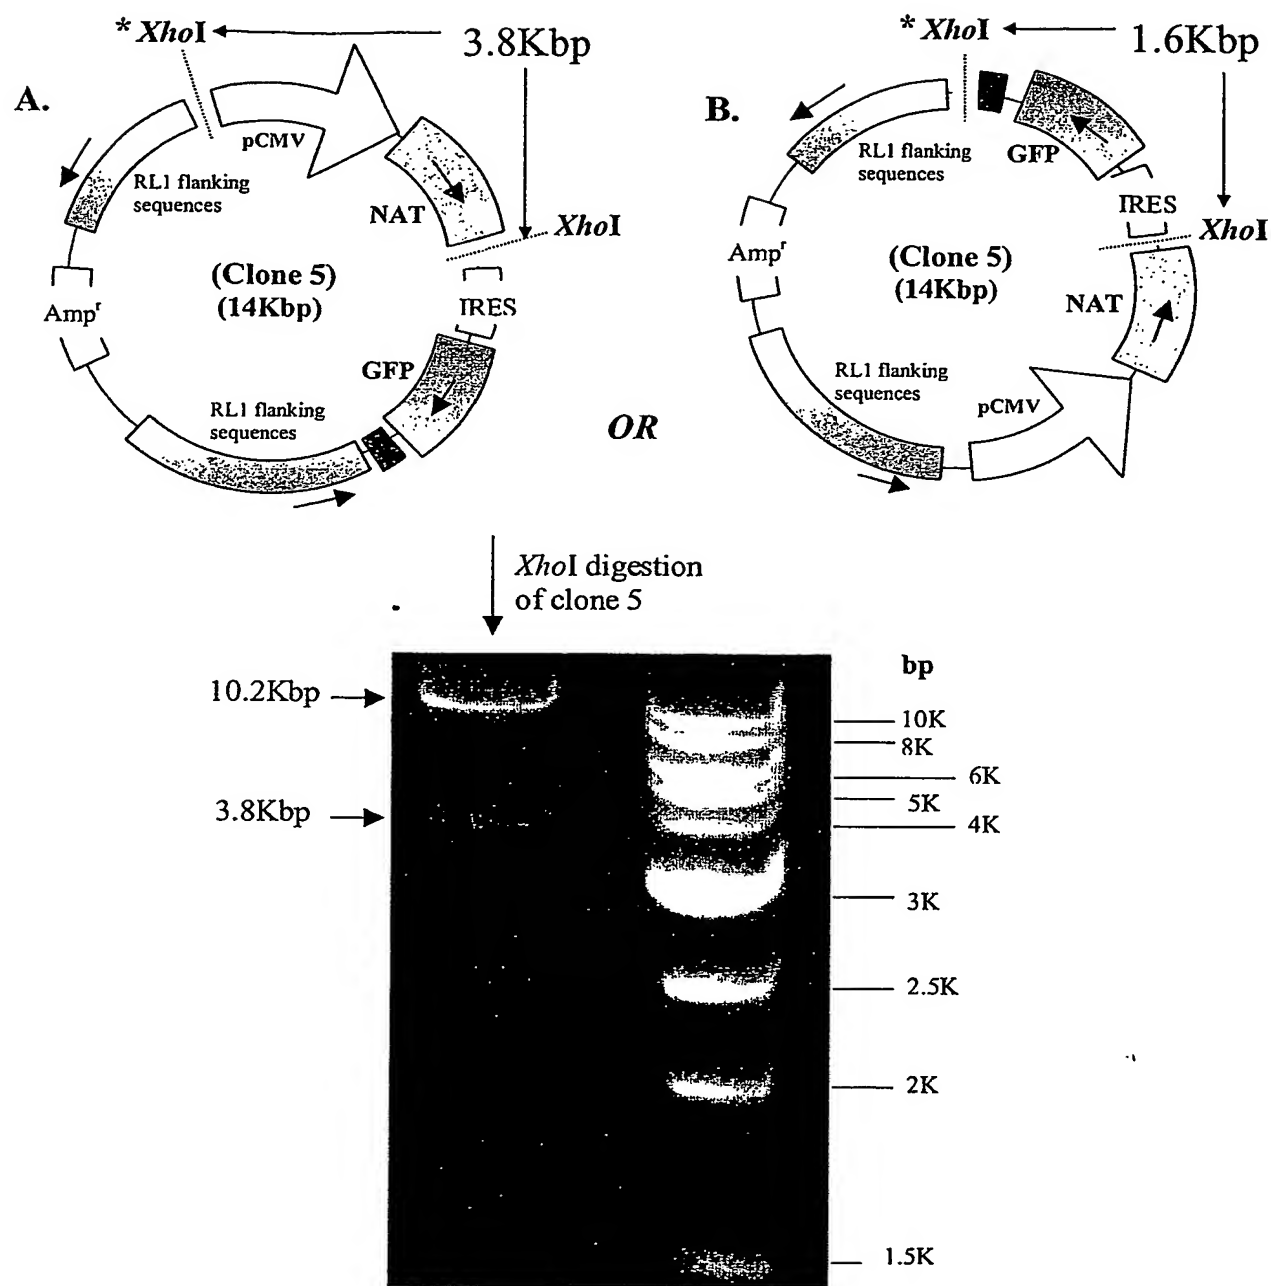 * XhoI
3.8Kbp
A.
pCMV
RL1 flanking
sequences
NAT
XhoI
(Clone 5)
(14Kbp)
Ampʳ
IRES
GFP
RL1 flanking
sequences
OR
* XhoI
1.6Kbp
B.
RL1 flanking
sequences
GFP
IRES
XhoI
Ampʳ
(Clone 5)
(14Kbp)
NAT
RL1 flanking
sequences
pCMV
XhoI digestion
of clone 5
bp
10.2Kbp
10K
8K
6K
5K
3.8Kbp
4K
3K
2.5K
2K
1.5K